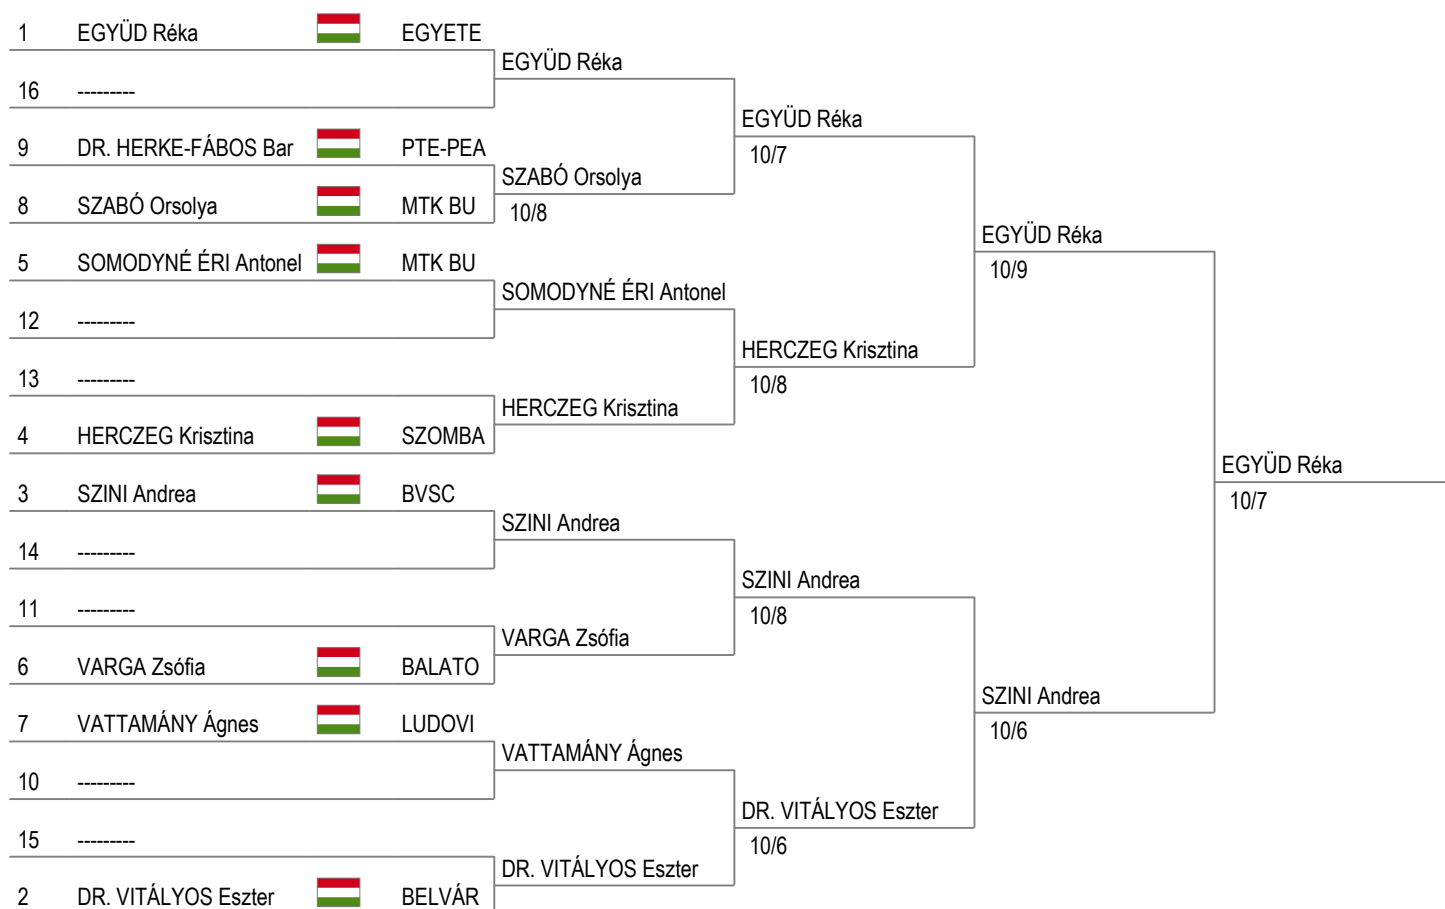 1 EGYÜD Réka EGYETE
EGYÜD Réka
16 ---------
EGYÜD Réka
10/7
9 DR. HERKE-FÁBOS Bar PTE-PEA
SZABÓ Orsolya
10/8
8 SZABÓ Orsolya MTK BU
EGYÜD Réka
10/9
5 SOMODYNÉ ÉRI Antonel MTK BU
SOMODYNÉ ÉRI Antonel
12 ---------
HERCZEG Krisztina
10/8
13 ---------
HERCZEG Krisztina
4 HERCZEG Krisztina SZOMBA
EGYÜD Réka
10/7
3 SZINI Andrea BVSC
SZINI Andrea
14 ---------
SZINI Andrea
10/8
11 ---------
VARGA Zsófia
6 VARGA Zsófia BALATO
SZINI Andrea
10/6
7 VATTAMÁNY Ágnes LUDOVI
VATTAMÁNY Ágnes
10 ---------
DR. VITÁLYOS Eszter
10/6
15 ---------
DR. VITÁLYOS Eszter
2 DR. VITÁLYOS Eszter BELVÁR